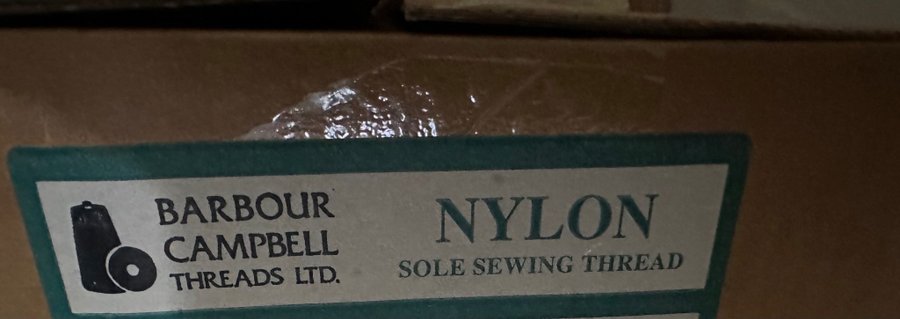 BARBOUR
CAMPBELL
THREADS LTD.
NYLON
SOLE SEWING THREAD